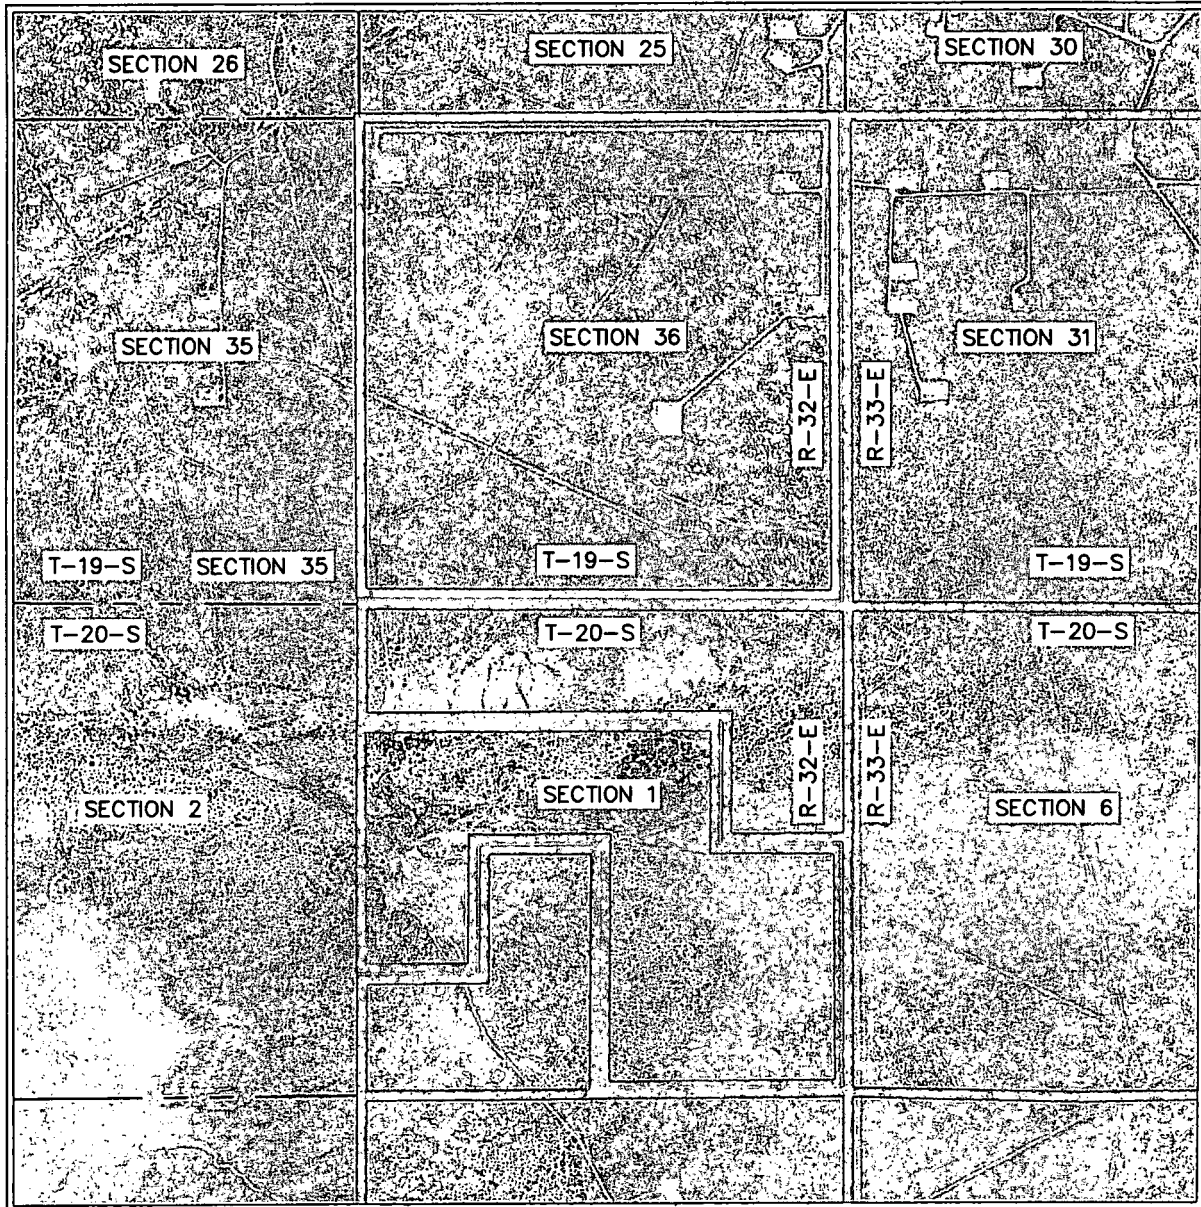 SECTION 26
SECTION 25
SECTION 30
SECTION 35
SECTION 36
SECTION 31
R-32-E
R-33-E
T-19-S
SECTION 35
T-19-S
T-19-S
T-20-S
T-20-S
T-20-S
R-32-E
R-33-E
SECTION 2
SECTION 1
SECTION 6